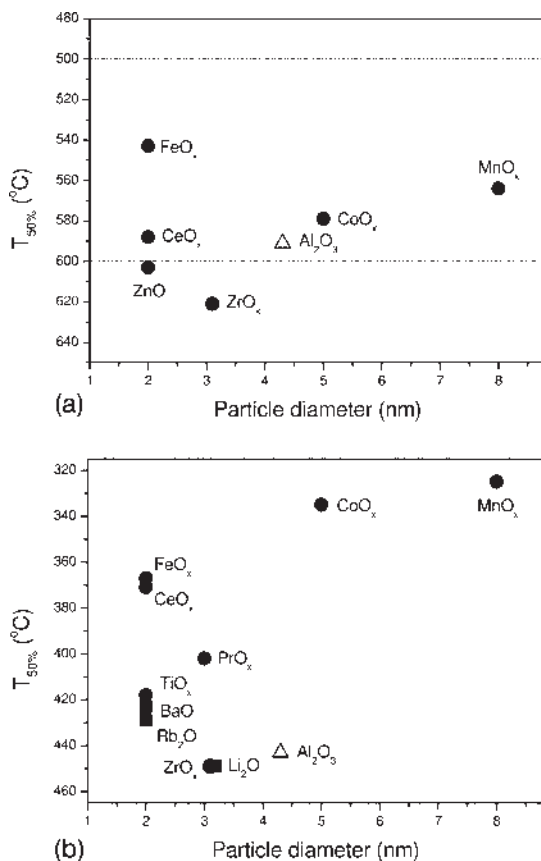 500
520
540
560
580
600
620
640
T50% (°C)
FeOx
MnOx
CeOx
CoOx
Al2O3
ZnO
ZrOx
1 2 3 4 5 6 7 8
(a)
Particle diameter (nm)
320
340
360
380
400
420
440
460
T50% (°C)
CoOx
MnOx
FeOx
CeOx
PrOx
TiOx
BaO
Rb2O
Al2O3
ZrOx
Li2O
1 2 3 4 5 6 7 8
(b)
Particle diameter (nm)